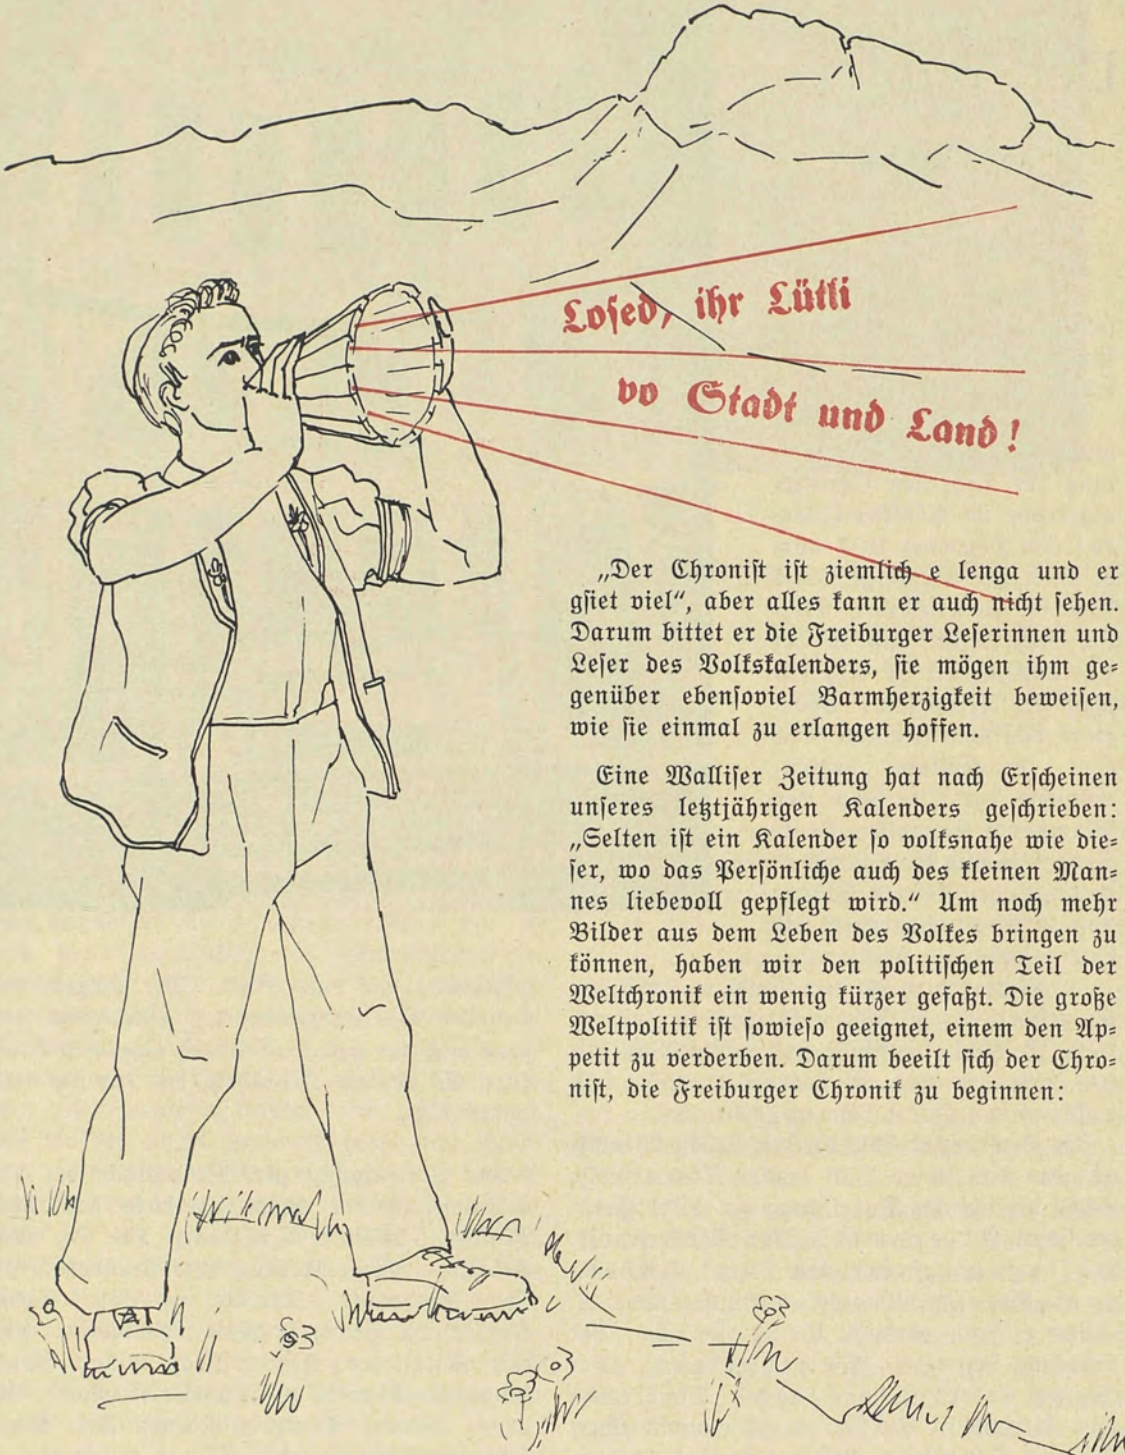 Losed, ihr Lütli
vo Stadt und Land!
„Der Chronist ist ziemlich e lenga und er
gsiet viel“, aber alles kann er auch nicht sehen.
Darum bittet er die Freiburger Leserinnen und
Leser des Volkskalenders, sie mögen ihm ge=
genüber ebensoviel Barmherzigkeit beweisen,
wie sie einmal zu erlangen hoffen.
Eine Walliser Zeitung hat nach Erscheinen
unseres letztjährigen Kalenders geschrieben:
„Selten ist ein Kalender so volksnahe wie die=
ser, wo das Persönliche auch des kleinen Man=
nes liebevoll gepflegt wird.“ Um noch mehr
Bilder aus dem Leben des Volkes bringen zu
können, haben wir den politischen Teil der
Weltchronik ein wenig kürzer gefaßt. Die große
Weltpolitik ist sowieso geeignet, einem den Ap=
petit zu verderben. Darum beeilt sich der Chro=
nist, die Freiburger Chronik zu beginnen: